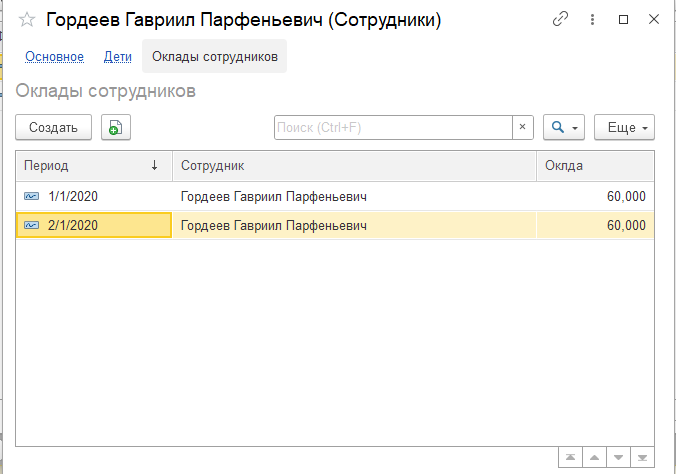 Гордеев Гавриил Парфеньевич (Сотрудники)
Основное Дети Оклады сотрудников
Оклады сотрудников
Создать Поиск (Ctrl+F) × Еще
Период ↓ Сотрудник Оклда
1/1/2020 Гордеев Гавриил Парфеньевич 60,000
2/1/2020 Гордеев Гавриил Парфеньевич 60,000